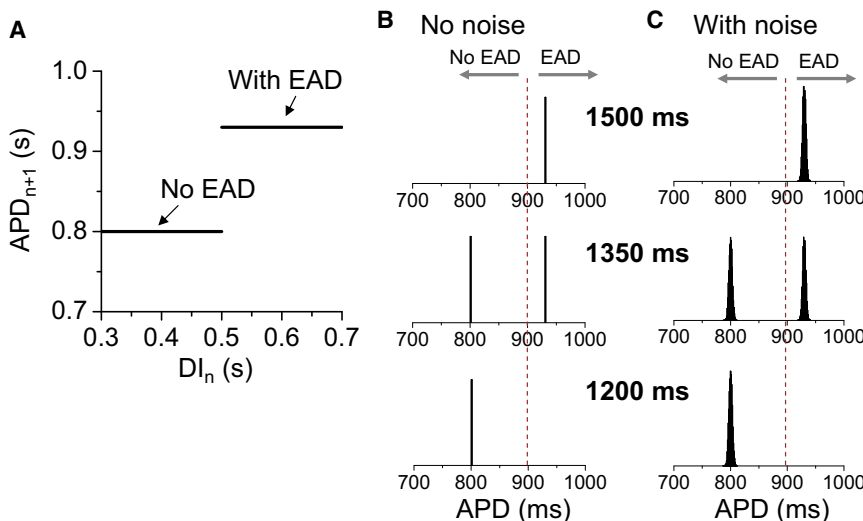 A
1.0
0.9
0.8
0.7
APDn+1 (s)
With EAD
No EAD
0.3 0.4 0.5 0.6 0.7
DIn (s)
B No noise
No EAD EAD
1500 ms
700 800 900 1000
1350 ms
700 800 900 1000
1200 ms
700 800 900 1000
APD (ms)
C With noise
No EAD EAD
700 800 900 1000
700 800 900 1000
700 800 900 1000
APD (ms)